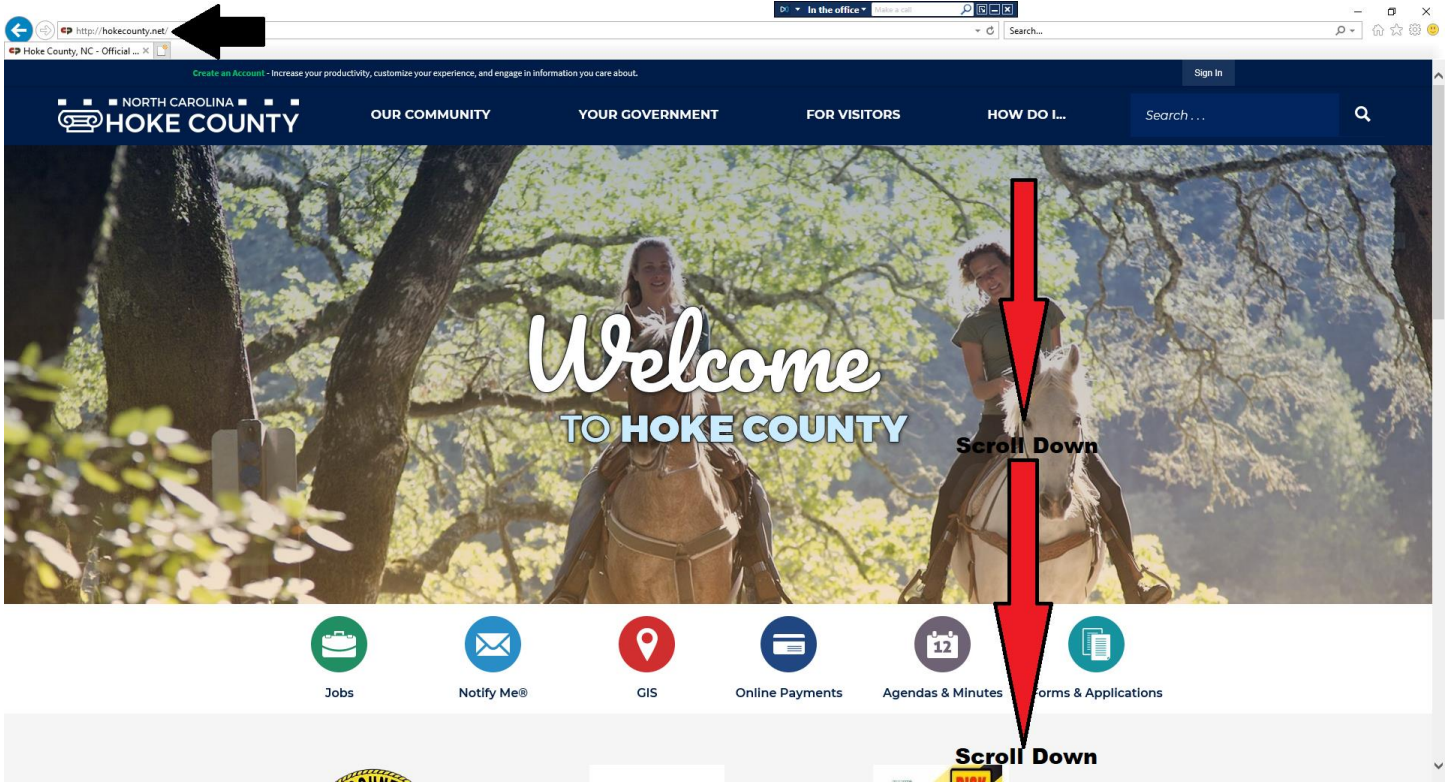 In the office
Make a call
http://hokecounty.net/
Search...
Hoke County, NC - Official ...
Create an Account - Increase your productivity, customize your experience, and engage in information you care about.
Sign In
NORTH CAROLINA
HOKE COUNTY
OUR COMMUNITY
YOUR GOVERNMENT
FOR VISITORS
HOW DO I...
Search . . .
Welcome
TO HOKE COUNTY
Scroll Down
12
Jobs
Notify Me®
GIS
Online Payments
Agendas & Minutes
Forms & Applications
Scroll Down